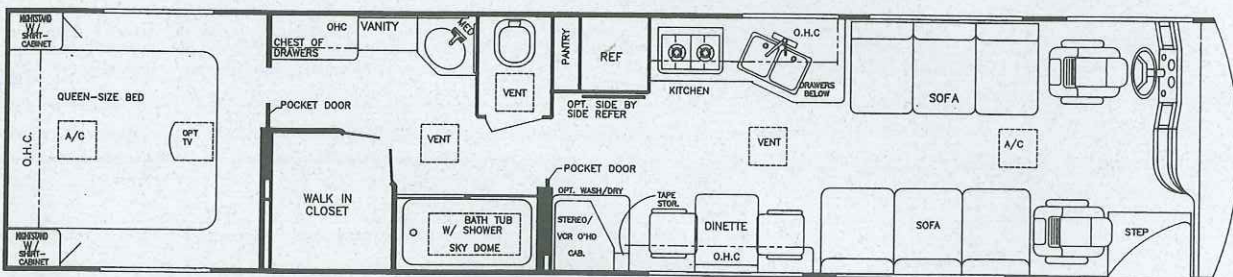 NIGHTSTAND
W/
SHIRT-
CABINET
QUEEN-SIZE BED
O.H.C.
A/C
OPT
TV
NIGHTSTAND
W/
SHIRT-
CABINET
CHEST OF
DRAWERS
OHC
VANITY
MED
POCKET DOOR
WALK IN
CLOSET
VENT
BATH TUB
W/ SHOWER
SKY DOME
VENT
PANTRY
REF
OPT. SIDE BY
SIDE REFER
POCKET DOOR
OPT. WASH/DRY
STEREO/
VCR O'HD
CAB.
TAPE
STOR.
KITCHEN
O.H.C
DRAWERS
BELOW
VENT
DINETTE
O.H.C
SOFA
A/C
SOFA
STEP